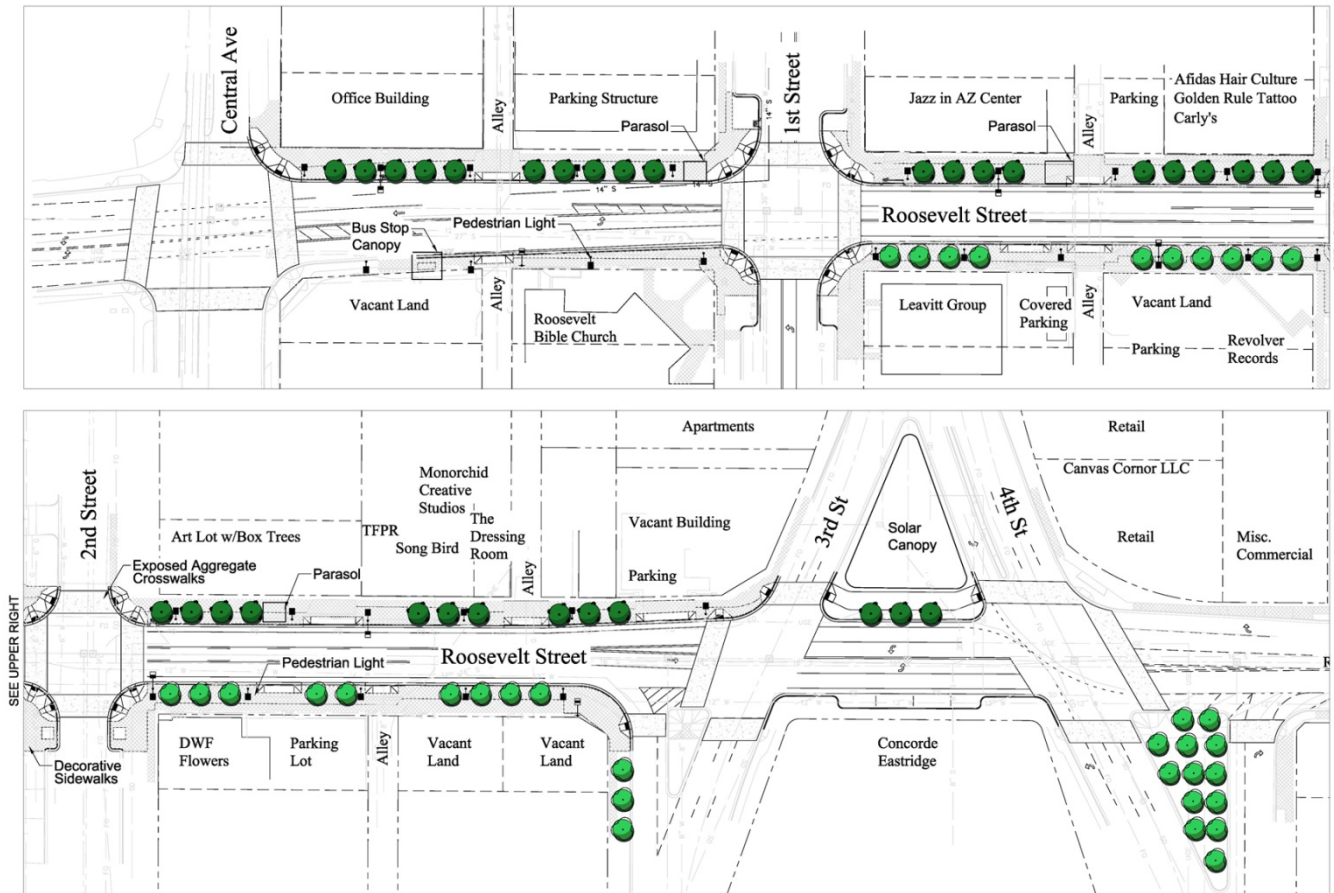 Central Ave
Office Building
Alley
Parking Structure
Parasol
1st Street
14" S
Jazz in AZ Center
Parasol
Alley
Parking
Afidas Hair Culture
Golden Rule Tattoo
Carly's
14" S
14" S
Bus Stop
Canopy
Pedestrian Light
Roosevelt Street
Vacant Land
Alley
Roosevelt
Bible Church
Leavitt Group
Covered
Parking
Alley
Vacant Land
Parking
Revolver
Records
SEE UPPER RIGHT
2nd Street
Exposed Aggregate
Crosswalks
Art Lot w/Box Trees
Parasol
TFPR
Monorchid
Creative
Studios
Song Bird
The
Dressing
Room
Alley
Apartments
Vacant Building
Parking
3rd St
Solar
Canopy
4th St
Retail
Canvas Cornor LLC
Retail
Misc.
Commercial
Pedestrian Light
Roosevelt Street
R
Decorative
Sidewalks
DWF
Flowers
Parking
Lot
Alley
Vacant
Land
Vacant
Land
Concorde
Eastridge